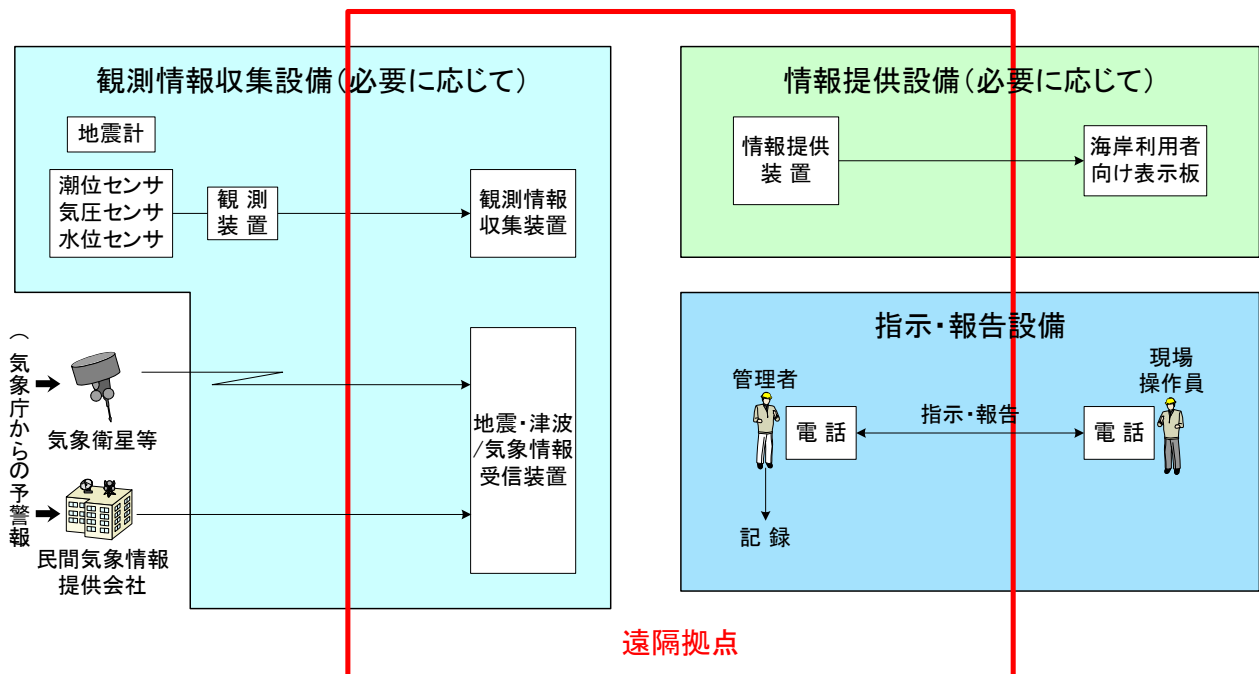 観測情報収集設備(必要に応じて)
地震計
潮位センサ
気圧センサ
水位センサ
観 測
装 置
観測情報
収集装置
(気象庁からの予警報
気象衛星等
民間気象情報
提供会社
地震・津波
/気象情報
受信装置
情報提供設備(必要に応じて)
情報提供
装 置
海岸利用者
向け表示板
指示・報告設備
管理者
電 話
指示・報告
現場
操作員
電 話
記 録
遠隔拠点